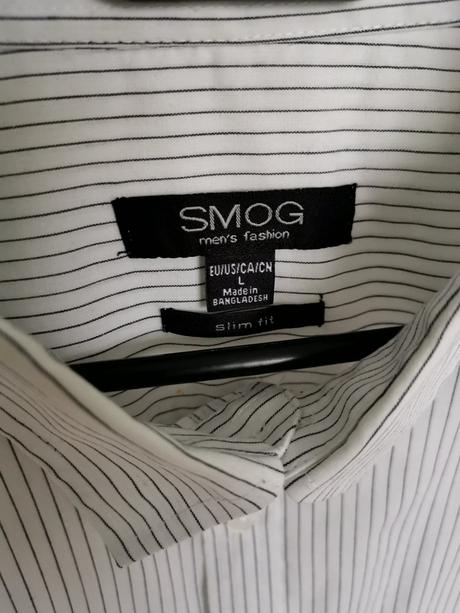 SMOG
men's fashion
EU/US/CA/CN
L
Made in
BANGLADESH
slim fit